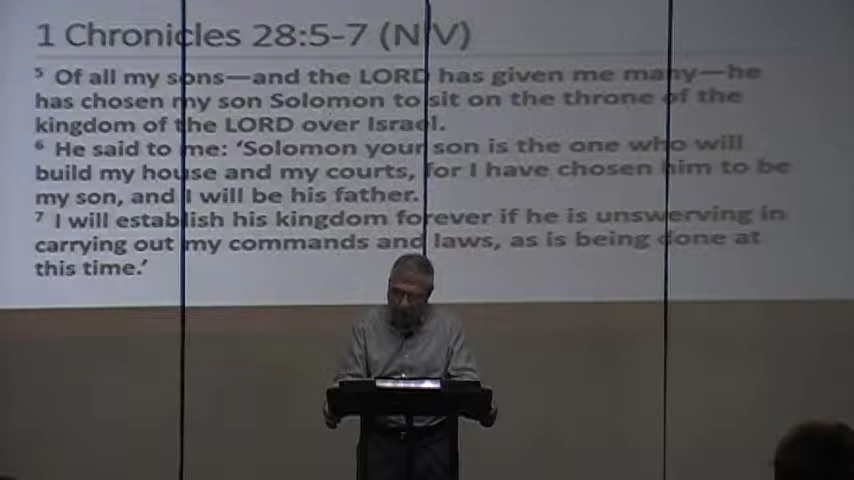 1 Chronicles 28:5-7 (NIV)
5 Of all my sons—and the LORD has given me many—he
has chosen my son Solomon to sit on the throne of the
kingdom of the LORD over Israel.
6 He said to me: ‘Solomon your son is the one who will
build my house and my courts, for I have chosen him to be
my son, and I will be his father.
7 I will establish his kingdom forever if he is unswerving in
carrying out my commands and laws, as is being done at
this time.’